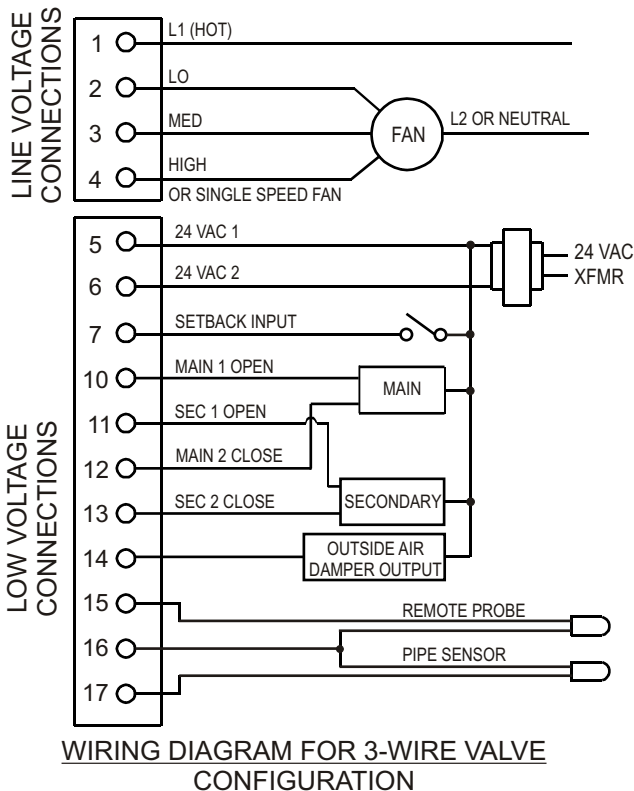 LINE VOLTAGE
CONNECTIONS
1 L1 (HOT)
2 LO
3 MED
4 HIGH
OR SINGLE SPEED FAN
FAN
L2 OR NEUTRAL
LOW VOLTAGE
CONNECTIONS
5 24 VAC 1
6 24 VAC 2
24 VAC
XFMR
7 SETBACK INPUT
10 MAIN 1 OPEN
MAIN
11 SEC 1 OPEN
12 MAIN 2 CLOSE
13 SEC 2 CLOSE
SECONDARY
14
OUTSIDE AIR
DAMPER OUTPUT
15 REMOTE PROBE
16 PIPE SENSOR
17
WIRING DIAGRAM FOR 3-WIRE VALVE
CONFIGURATION